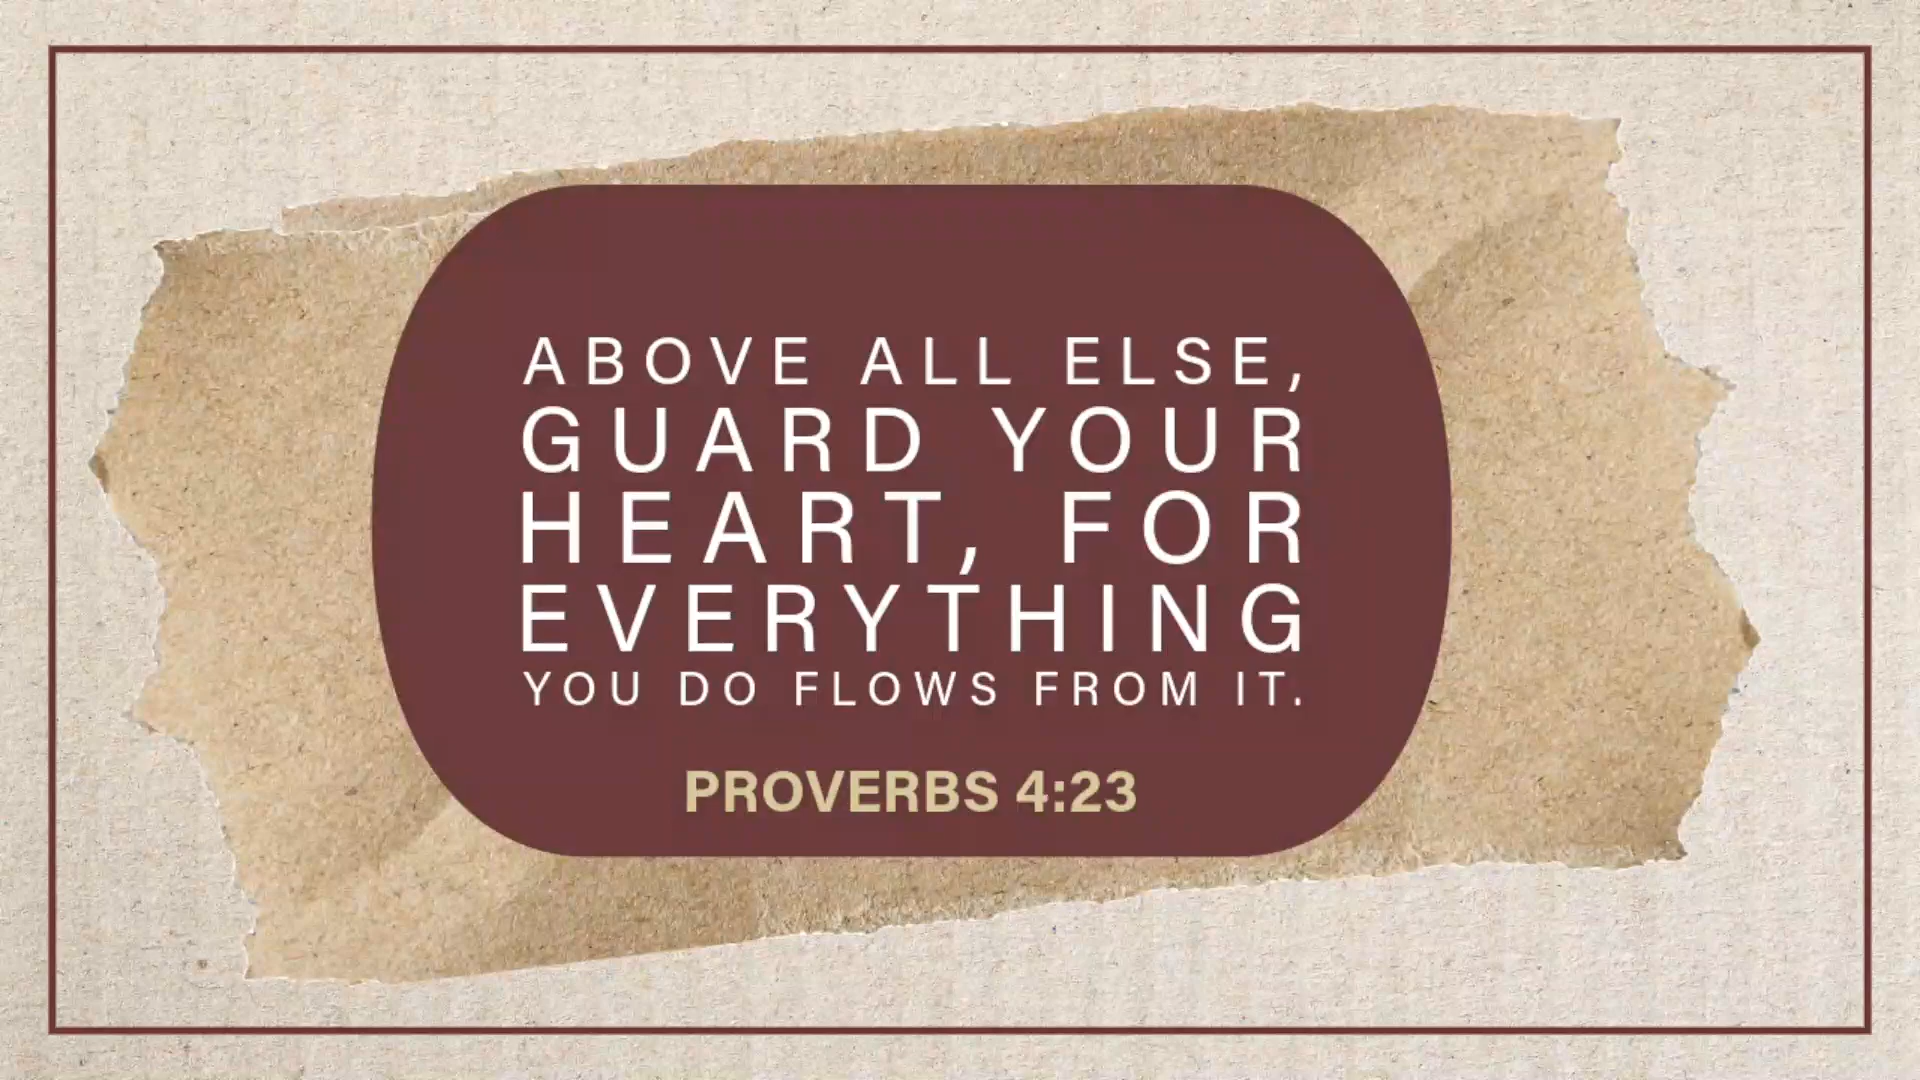 ABOVE ALL ELSE,
GUARD YOUR
HEART, FOR
EVERYTHING
YOU DO FLOWS FROM IT.
PROVERBS 4:23